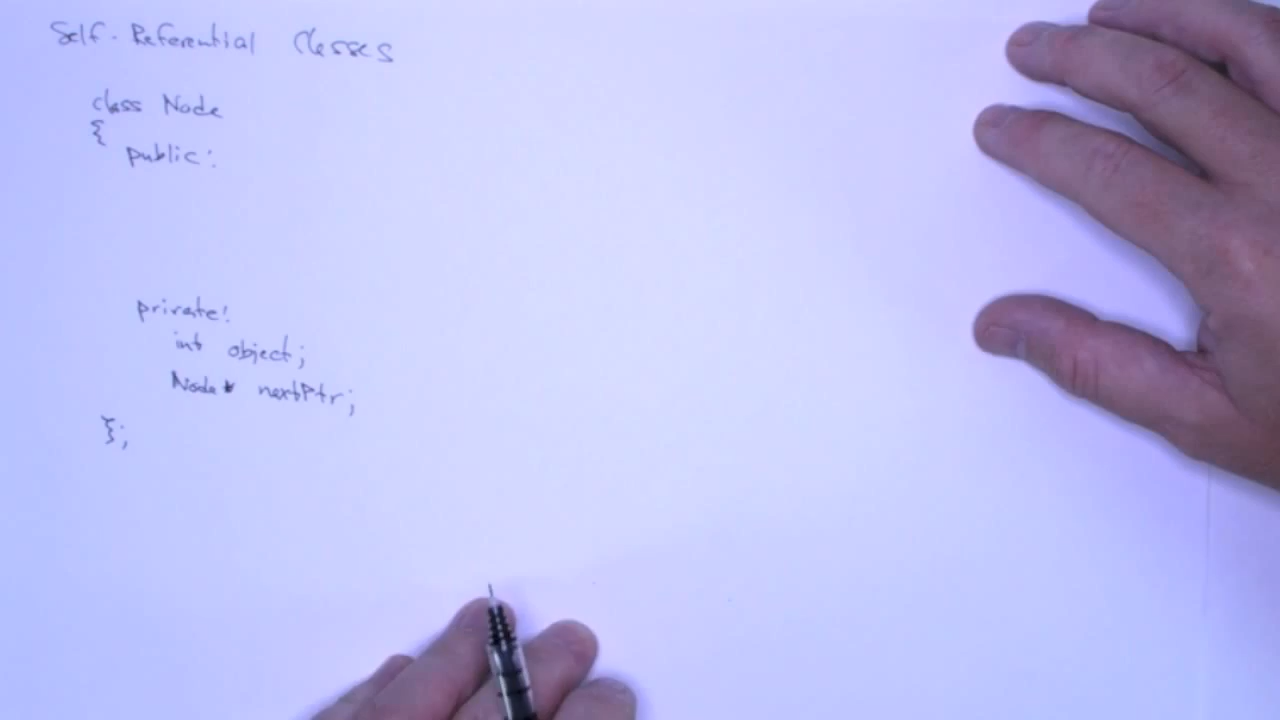 Self-Referential Classes
class Node
{
public:
private:
int object;
Node* nextPtr;
};